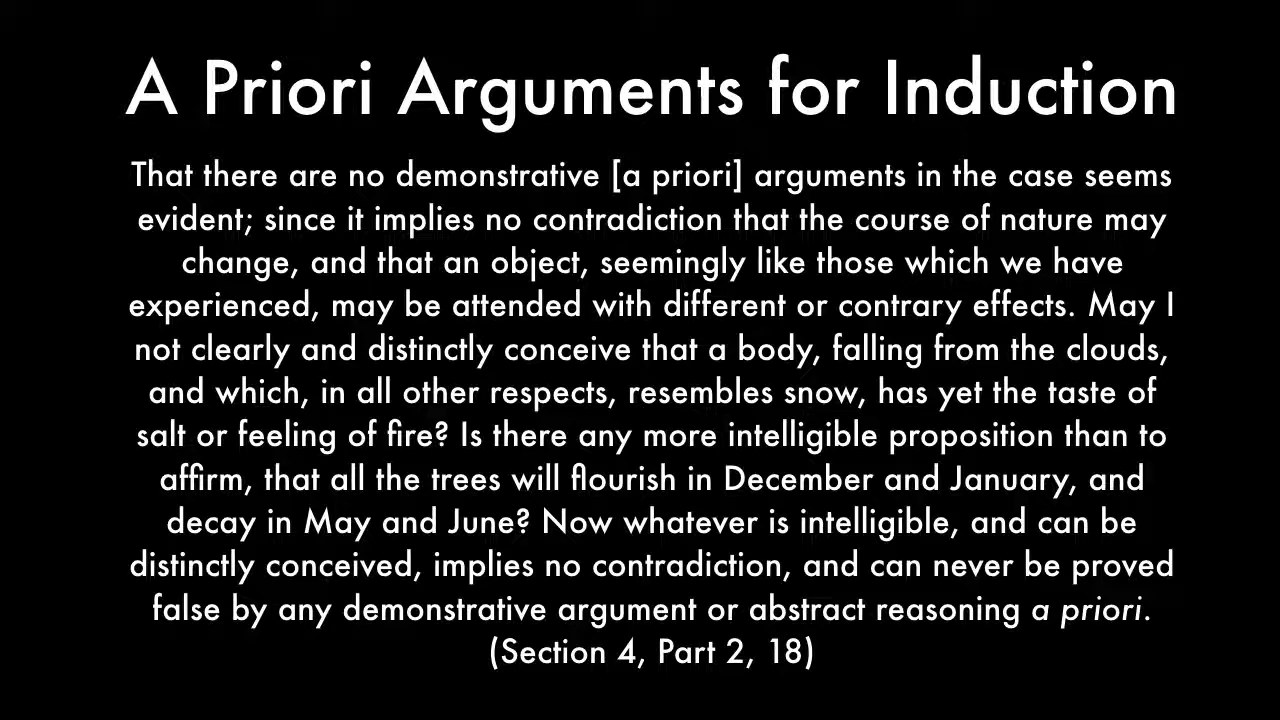 A Priori Arguments for Induction
That there are no demonstrative [a priori] arguments in the case seems
evident; since it implies no contradiction that the course of nature may
change, and that an object, seemingly like those which we have
experienced, may be attended with different or contrary effects. May I
not clearly and distinctly conceive that a body, falling from the clouds,
and which, in all other respects, resembles snow, has yet the taste of
salt or feeling of fire? Is there any more intelligible proposition than to
affirm, that all the trees will flourish in December and January, and
decay in May and June? Now whatever is intelligible, and can be
distinctly conceived, implies no contradiction, and can never be proved
false by any demonstrative argument or abstract reasoning a priori.
(Section 4, Part 2, 18)